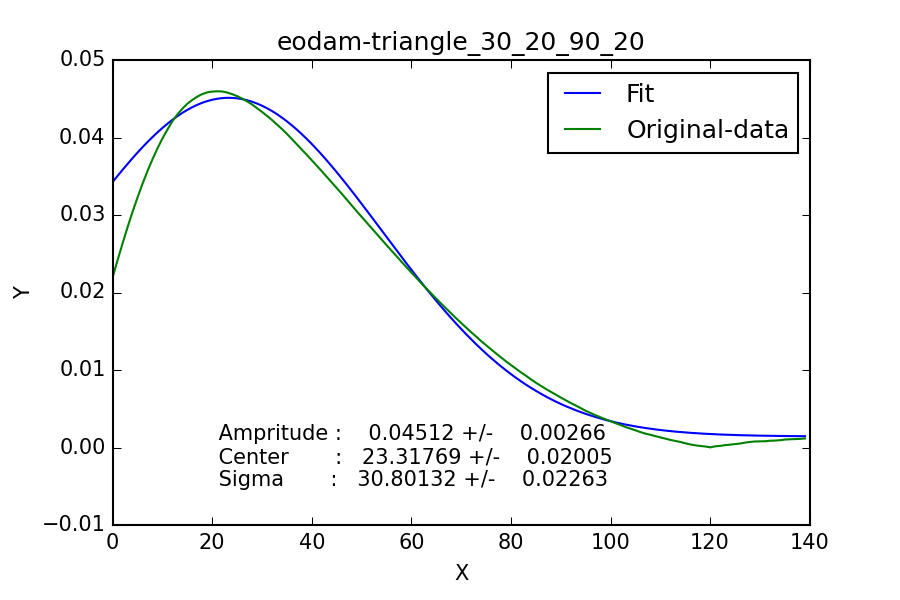 eodam-triangle_30_20_90_20
0.05
0.04
0.03
0.02
0.01
0.00
−0.01
Y
Fit
Original-data
Ampritude : 0.04512 +/- 0.00266
Center : 23.31769 +/- 0.02005
Sigma : 30.80132 +/- 0.02263
0 20 40 60 80 100 120 140
X